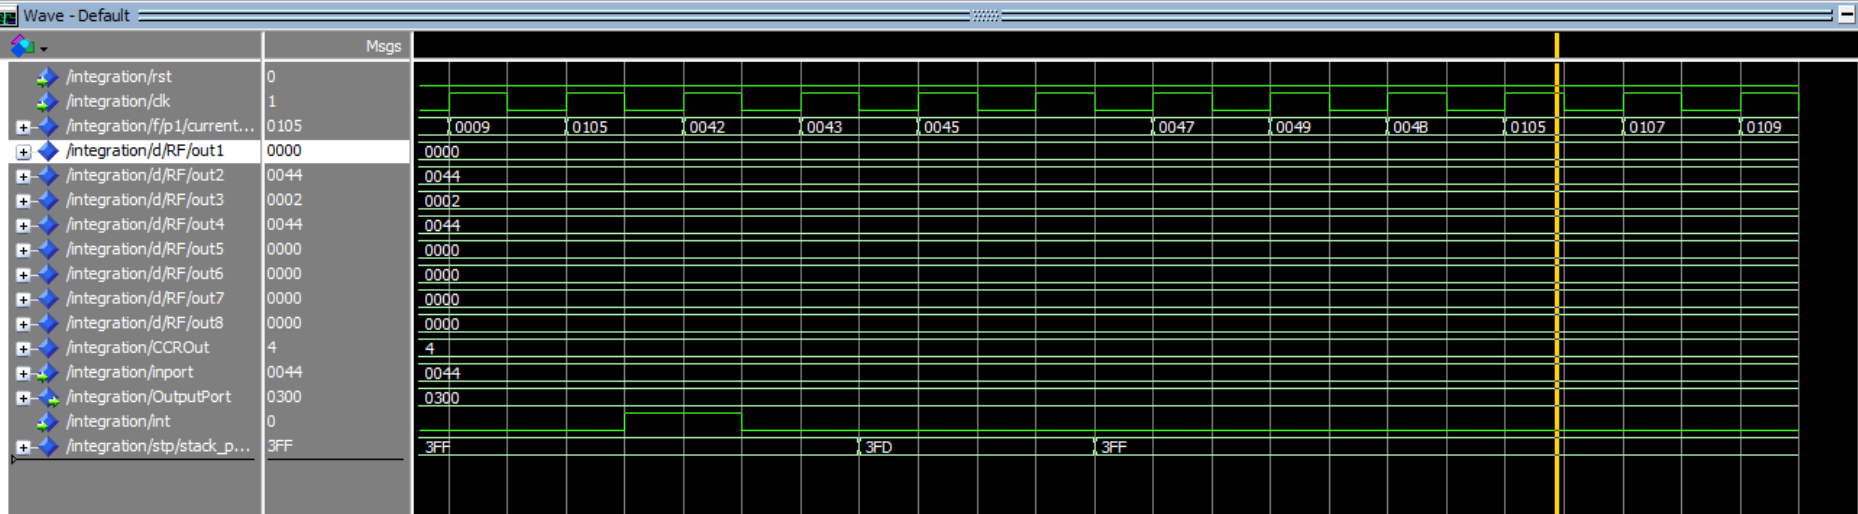 Wave - Default
Msgs
/integration/rst 0
/integration/clk 1
/integration/f/p1/current... 0105 0009 0105 0042 0043 0045 0047 0049 004B 0105 0107 0109
/integration/d/RF/out1 0000 0000
/integration/d/RF/out2 0044 0044
/integration/d/RF/out3 0002 0002
/integration/d/RF/out4 0044 0044
/integration/d/RF/out5 0000 0000
/integration/d/RF/out6 0000 0000
/integration/d/RF/out7 0000 0000
/integration/d/RF/out8 0000 0000
/integration/CCROut 4 4
/integration/inport 0044 0044
/integration/OutputPort 0300 0300
/integration/int 0
/integration/stp/stack_p... 3FF 3FF 3FD 3FF